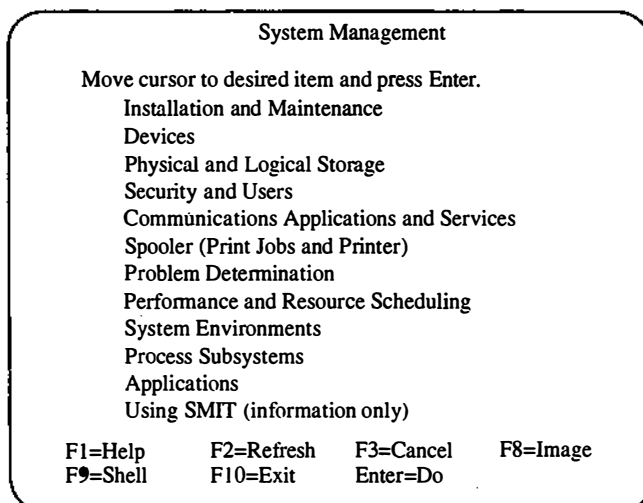 System Management
Move cursor to desired item and press Enter.
Installation and Maintenance
Devices
Physical and Logical Storage
Security and Users
Communications Applications and Services
Spooler (Print Jobs and Printer)
Problem Determination
Performance and Resource Scheduling
System Environments
Process Subsystems
Applications
Using SMIT (information only)
F1=Help F2=Refresh F3=Cancel F8=Image
F9=Shell F10=Exit Enter=Do